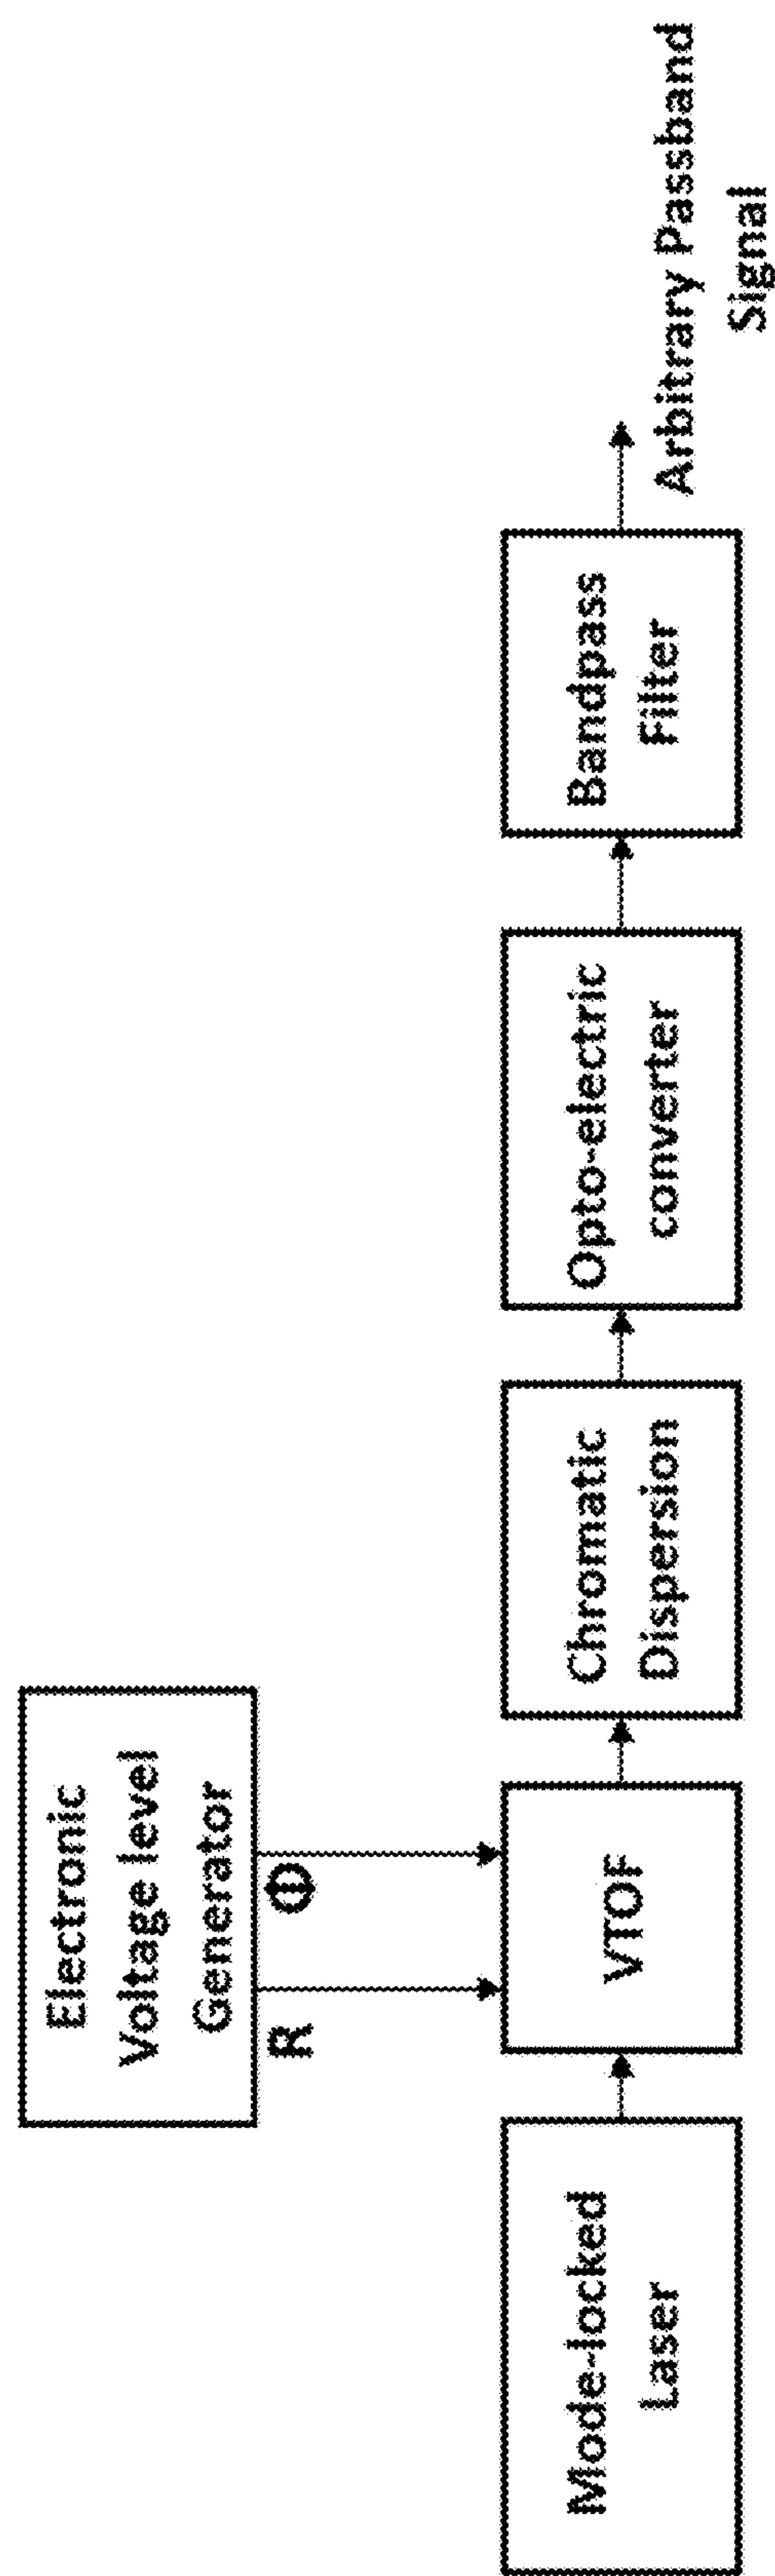 Electronic
Voltage level
Generator
R
Φ
Mode-locked
Laser
VTOF
Chromatic
Dispersion
Opto-electric
converter
Bandpass
Filter
Arbitrary Passband
Signal